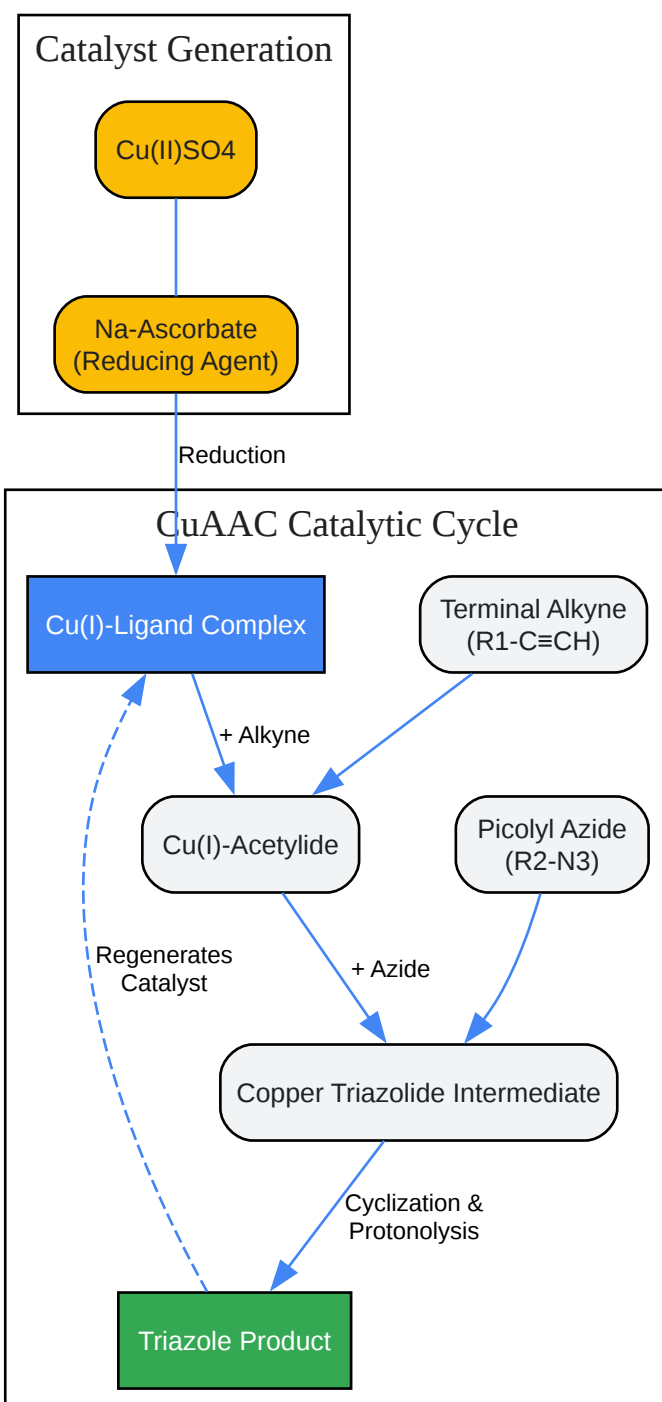 Catalyst Generation
Cu(II)SO4
Na-Ascorbate
(Reducing Agent)
Reduction
CuAAC Catalytic Cycle
Cu(I)-Ligand Complex
Terminal Alkyne
(R1-C≡CH)
+ Alkyne
Cu(I)-Acetylide
Picolyl Azide
(R2-N3)
Regenerates
Catalyst
+ Azide
Copper Triazolide Intermediate
Cyclization &
Protonolysis
Triazole Product